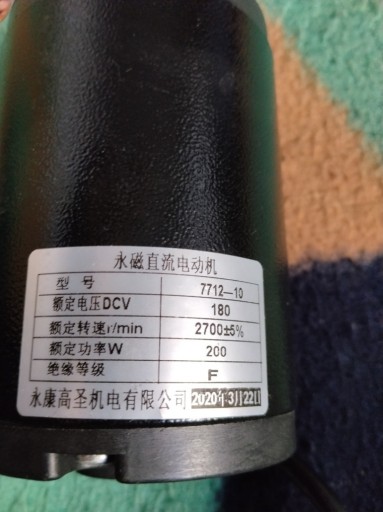 永磁直流电动机
型号 7712—10
额定电压DCV 180
额定转速r/min 2700±5%
额定功率W 200
绝缘等级 F
永康高圣机电有限公司 2020年3月22日